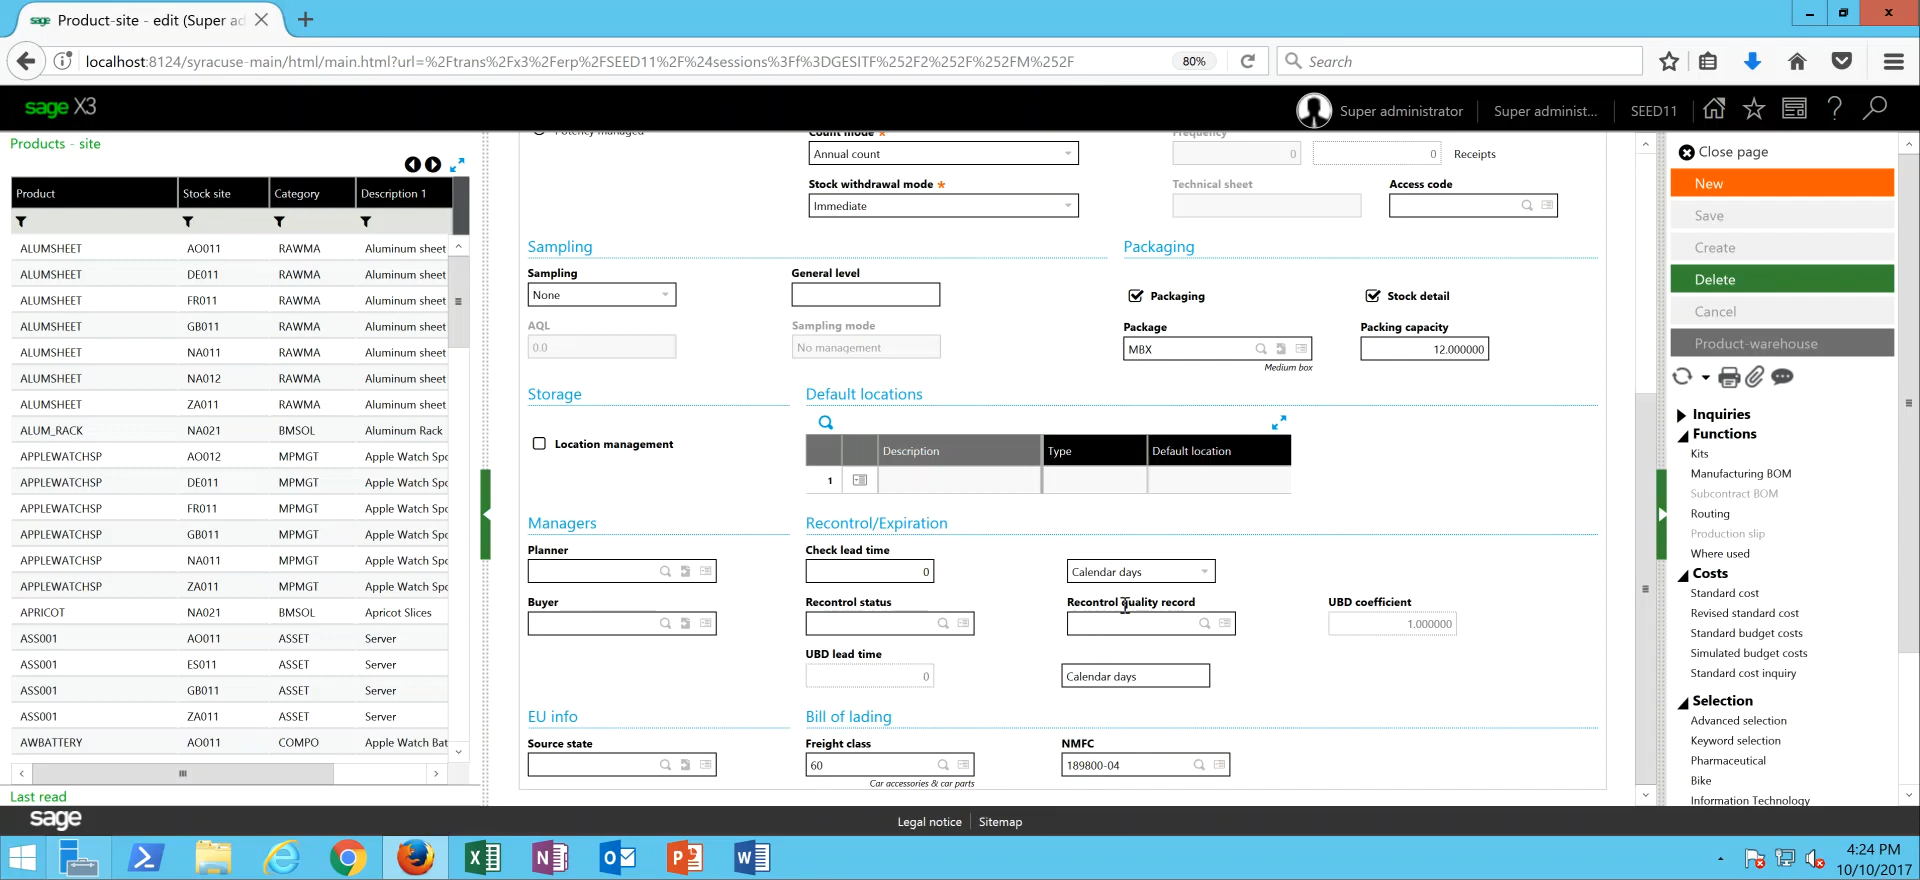 sage Product-site - edit (Super ad
localhost:8124/syracuse-main/html/main.html?url=%2Ftrans%2Fx3%2Ferp%2FSEED11%2F%24sessions%3Ff%3DGESITF%252F2%252F%252FM%252F
80%
Search
sage X3
Super administrator
Super administ...
SEED11
Products - site
Product Stock site Category Description 1
ALUMSHEET AO011 RAWMA Aluminum sheet
ALUMSHEET DE011 RAWMA Aluminum sheet
ALUMSHEET FR011 RAWMA Aluminum sheet
ALUMSHEET GB011 RAWMA Aluminum sheet
ALUMSHEET NA011 RAWMA Aluminum sheet
ALUMSHEET NA012 RAWMA Aluminum sheet
ALUMSHEET ZA011 RAWMA Aluminum sheet
ALUM_RACK NA021 BMSOL Aluminum Rack
APPLEWATCHSP AO012 MPMGT Apple Watch Spo
APPLEWATCHSP DE011 MPMGT Apple Watch Spo
APPLEWATCHSP FR011 MPMGT Apple Watch Spo
APPLEWATCHSP GB011 MPMGT Apple Watch Spo
APPLEWATCHSP NA011 MPMGT Apple Watch Spo
APPLEWATCHSP ZA011 MPMGT Apple Watch Spo
APRICOT NA021 BMSOL Apricot Slices
ASS001 AO011 ASSET Server
ASS001 ES011 ASSET Server
ASS001 GB011 ASSET Server
ASS001 ZA011 ASSET Server
AWBATTERY AO011 COMPO Apple Watch Bat
Last read
Potency managed
Count mode *
Frequency
Annual count
0
0 Receipts
Stock withdrawal mode *
Technical sheet
Access code
Immediate
Sampling
Packaging
Sampling
General level
None
Packaging
Stock detail
AQL
Sampling mode
Package
Packing capacity
0.0
No management
MBX
12.000000
Medium box
Storage
Default locations
Location management
Description Type Default location
1
Managers
Recontrol/Expiration
Planner
Check lead time
0
Calendar days
Buyer
Recontrol status
Recontrol quality record
UBD coefficient
1.000000
UBD lead time
0
Calendar days
EU info
Bill of lading
Source state
Freight class
NMFC
60
189800-04
Car accessories & car parts
Close page
New
Save
Create
Delete
Cancel
Product-warehouse
Inquiries
Functions
Kits
Manufacturing BOM
Subcontract BOM
Routing
Production slip
Where used
Costs
Standard cost
Revised standard cost
Standard budget costs
Simulated budget costs
Standard cost inquiry
Selection
Advanced selection
Keyword selection
Pharmaceutical
Bike
Information Technology
sage
Legal notice
Sitemap
4:24 PM
10/10/2017